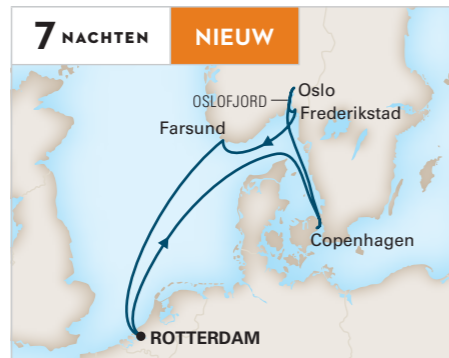 7 NACHTEN
NIEUW
Oslo
OSLOFJORD
Frederikstad
Farsund
Copenhagen
ROTTERDAM